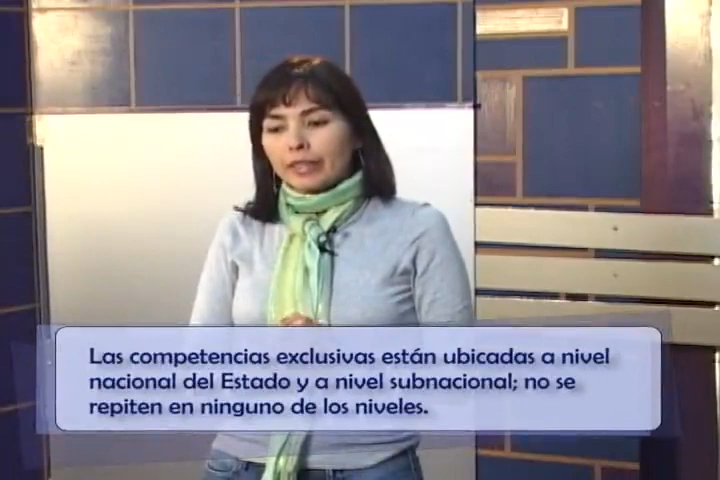 Las competencias exclusivas están ubicadas a nivel
nacional del Estado y a nivel subnacional; no se
repiten en ninguno de los niveles.